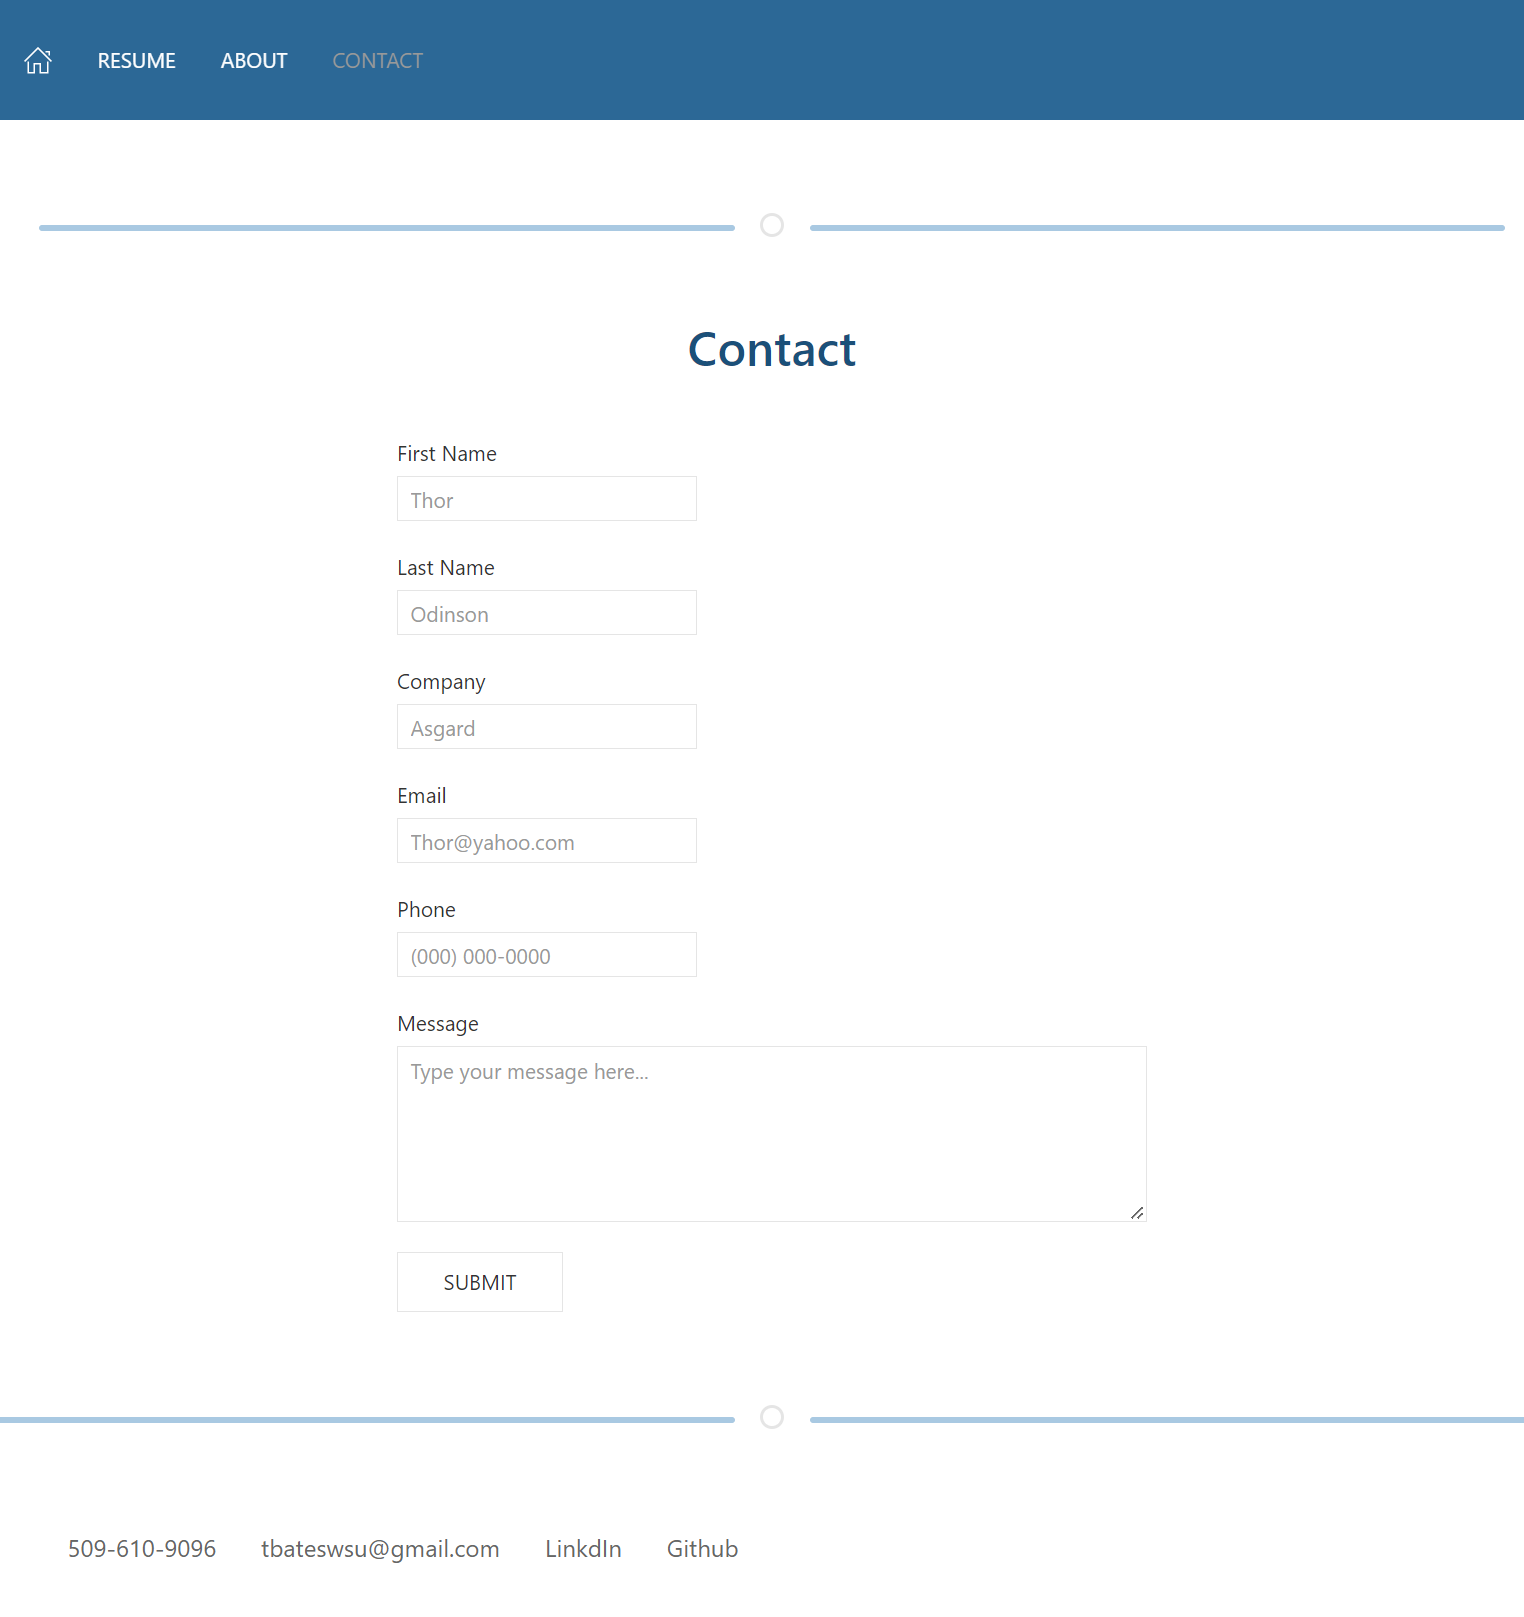 RESUME ABOUT CONTACT
Contact
First Name
Thor
Last Name
Odinson
Company
Asgard
Email
Thor@yahoo.com
Phone
(000) 000-0000
Message
Type your message here...
SUBMIT
509-610-9096 tbateswsu@gmail.com LinkdIn Github